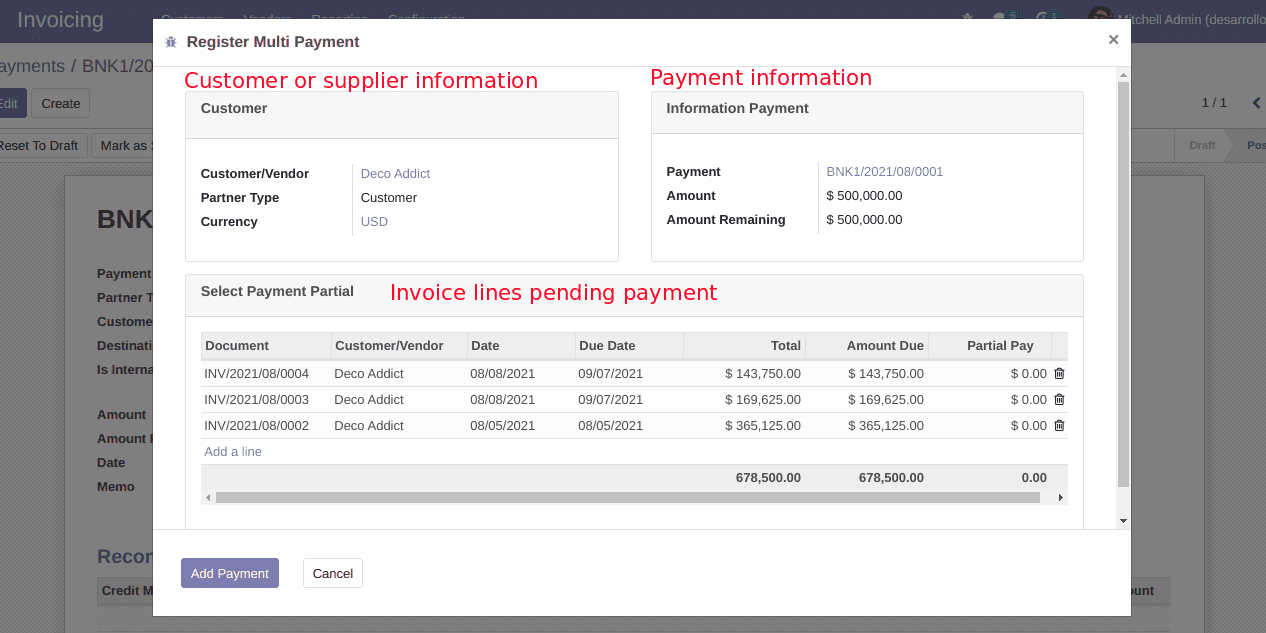 Invoicing
Customers Vendors Reporting Configuration
Mitchell Admin (desarrollo
Register Multi Payment
×
ayments / BNK1/20
Edit
Create
1 / 1
Reset To Draft
Mark as S
Draft
Pos
Customer or supplier information
Payment information
Customer
Information Payment
Customer/Vendor Deco Addict
Partner Type Customer
Currency USD
Payment BNK1/2021/08/0001
Amount $ 500,000.00
Amount Remaining $ 500,000.00
BNK
Payment
Partner T
Custome
Destinati
Is Interna
Amount
Amount R
Date
Memo
Select Payment Partial
Invoice lines pending payment
Document Customer/Vendor Date Due Date Total Amount Due Partial Pay
INV/2021/08/0004 Deco Addict 08/08/2021 09/07/2021 $ 143,750.00 $ 143,750.00 $ 0.00
INV/2021/08/0003 Deco Addict 08/08/2021 09/07/2021 $ 169,625.00 $ 169,625.00 $ 0.00
INV/2021/08/0002 Deco Addict 08/05/2021 08/05/2021 $ 365,125.00 $ 365,125.00 $ 0.00
Add a line
678,500.00 678,500.00 0.00
Recon
Credit M
ount
Add Payment
Cancel